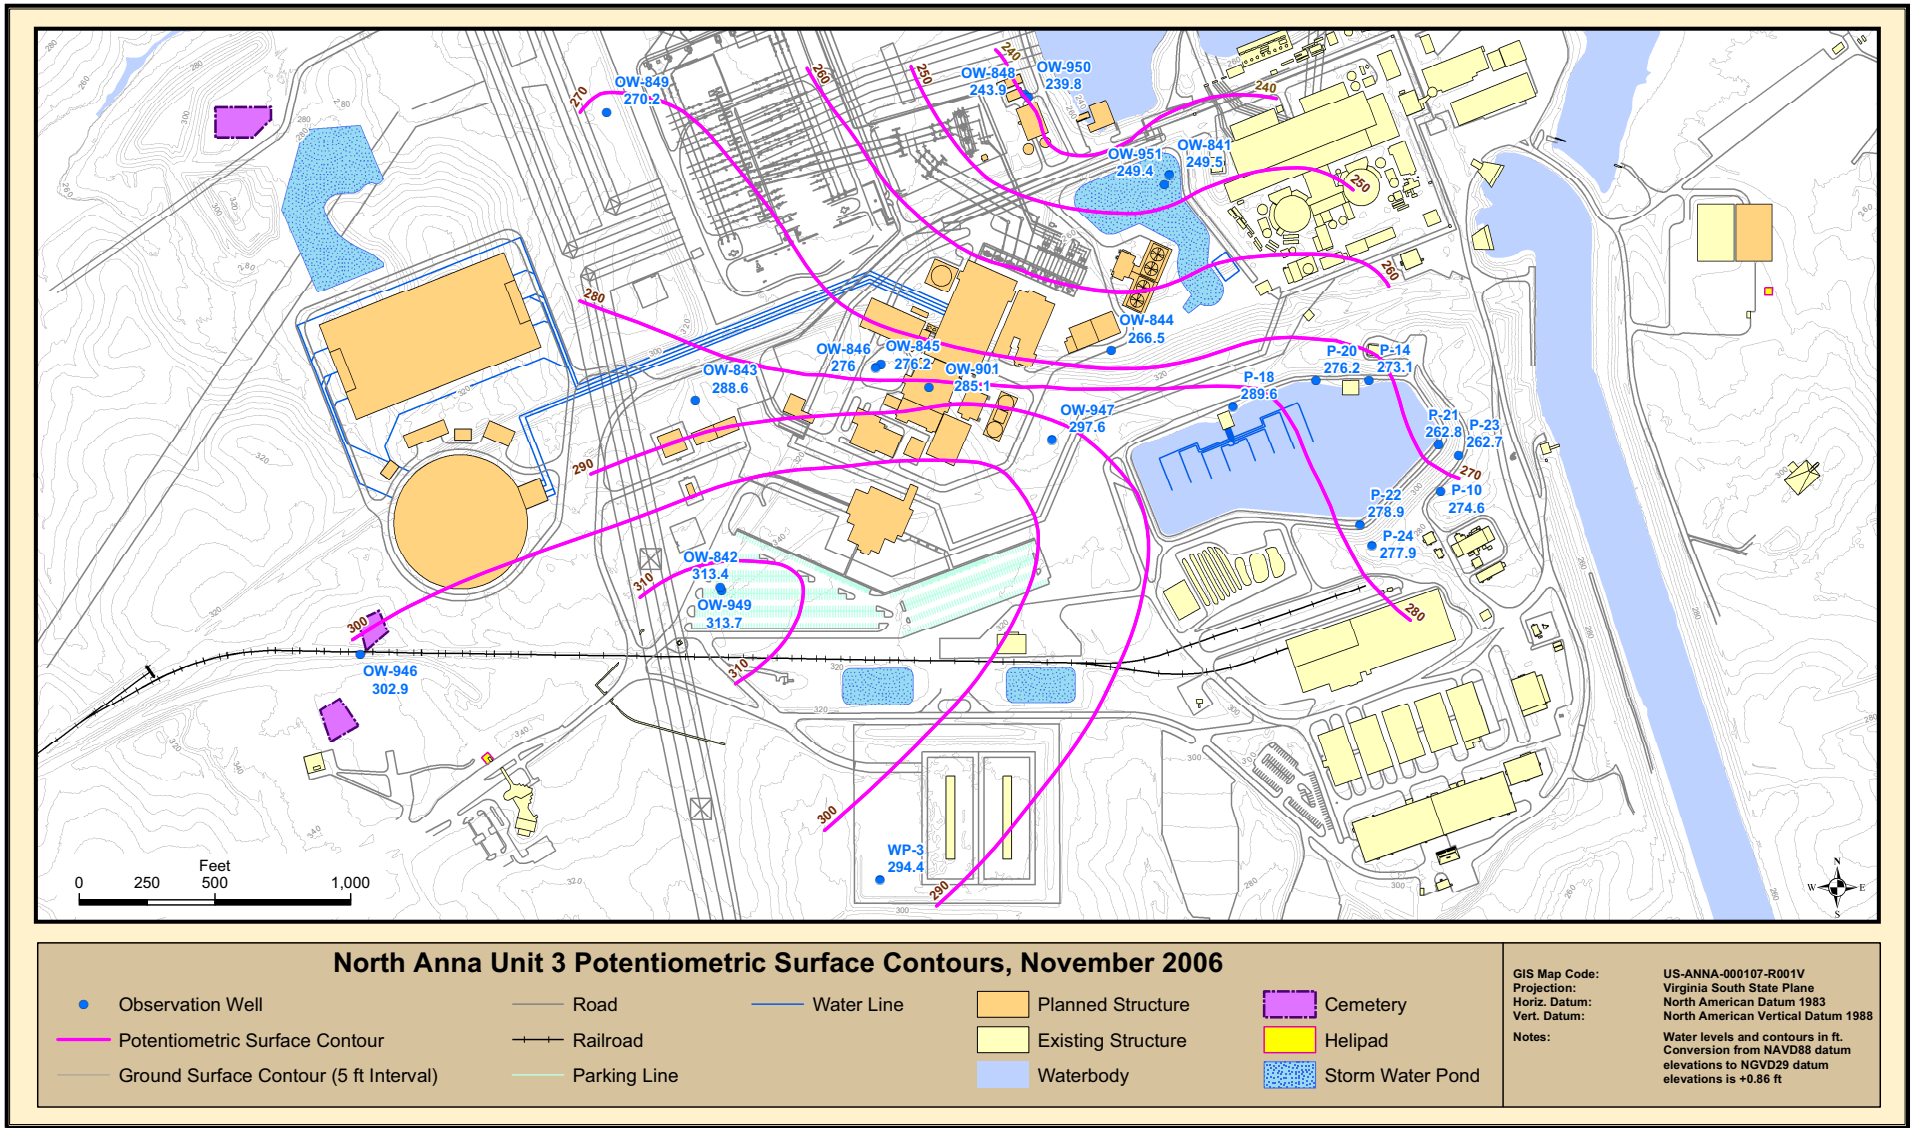 OW-849
270.2
270
260
250
240
OW-848
243.9
OW-950
239.8
240
OW-951
249.4
OW-841
249.5
250
260
280
OW-844
266.5
OW-846
276
OW-845
276.2
OW-901
285.1
OW-843
288.6
P-20
276.2
P-14
273.1
P-18
289.6
OW-947
297.6
P-21
262.8
P-23
262.7
270
P-10
274.6
P-22
278.9
P-24
277.9
290
OW-842
313.4
310
OW-949
313.7
300
OW-946
302.9
310
280
300
WP-3
294.4
290
Feet
0 250 500 1,000
N
W E
S
North Anna Unit 3 Potentiometric Surface Contours, November 2006
Observation Well
Potentiometric Surface Contour
Ground Surface Contour (5 ft Interval)
Road
Railroad
Parking Line
Water Line
Planned Structure
Existing Structure
Waterbody
Cemetery
Helipad
Storm Water Pond
GIS Map Code: US-ANNA-000107-R001V
Projection: Virginia South State Plane
Horiz. Datum: North American Datum 1983
Vert. Datum: North American Vertical Datum 1988
Notes: Water levels and contours in ft.
Conversion from NAVD88 datum
elevations to NGVD29 datum
elevations is +0.86 ft